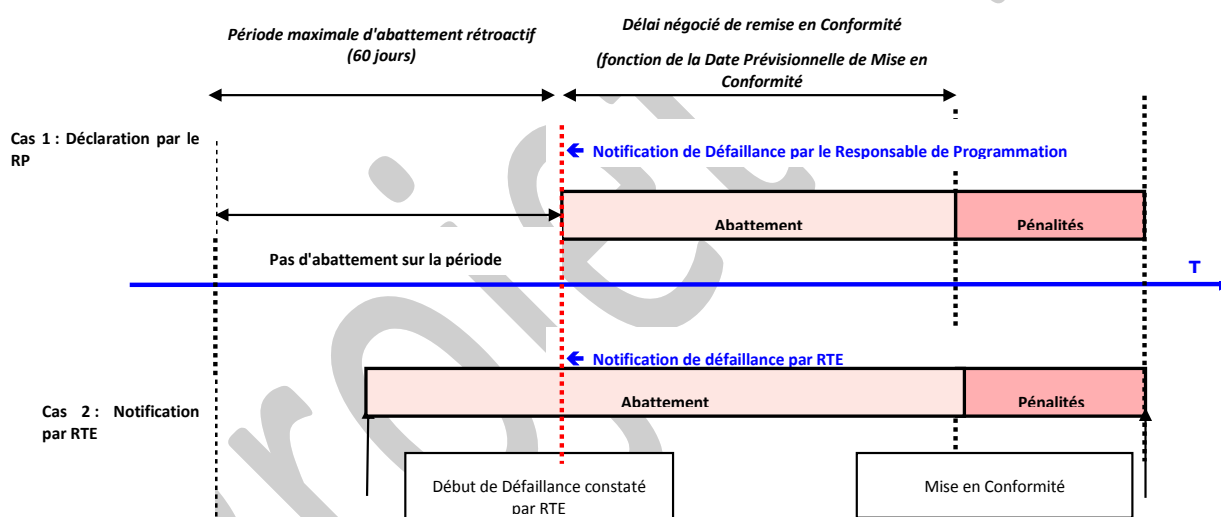 Période maximale d'abattement rétroactif
(60 jours)
Délai négocié de remise en Conformité
(fonction de la Date Prévisionnelle de Mise en
Conformité
Cas 1 : Déclaration par le
RP
Notification de Défaillance par le Responsable de Programmation
Abattement
Pénalités
Pas d'abattement sur la période
T
Notification de défaillance par RTE
Cas 2 : Notification
par RTE
Abattement
Pénalités
Début de Défaillance constaté
par RTE
Mise en Conformité